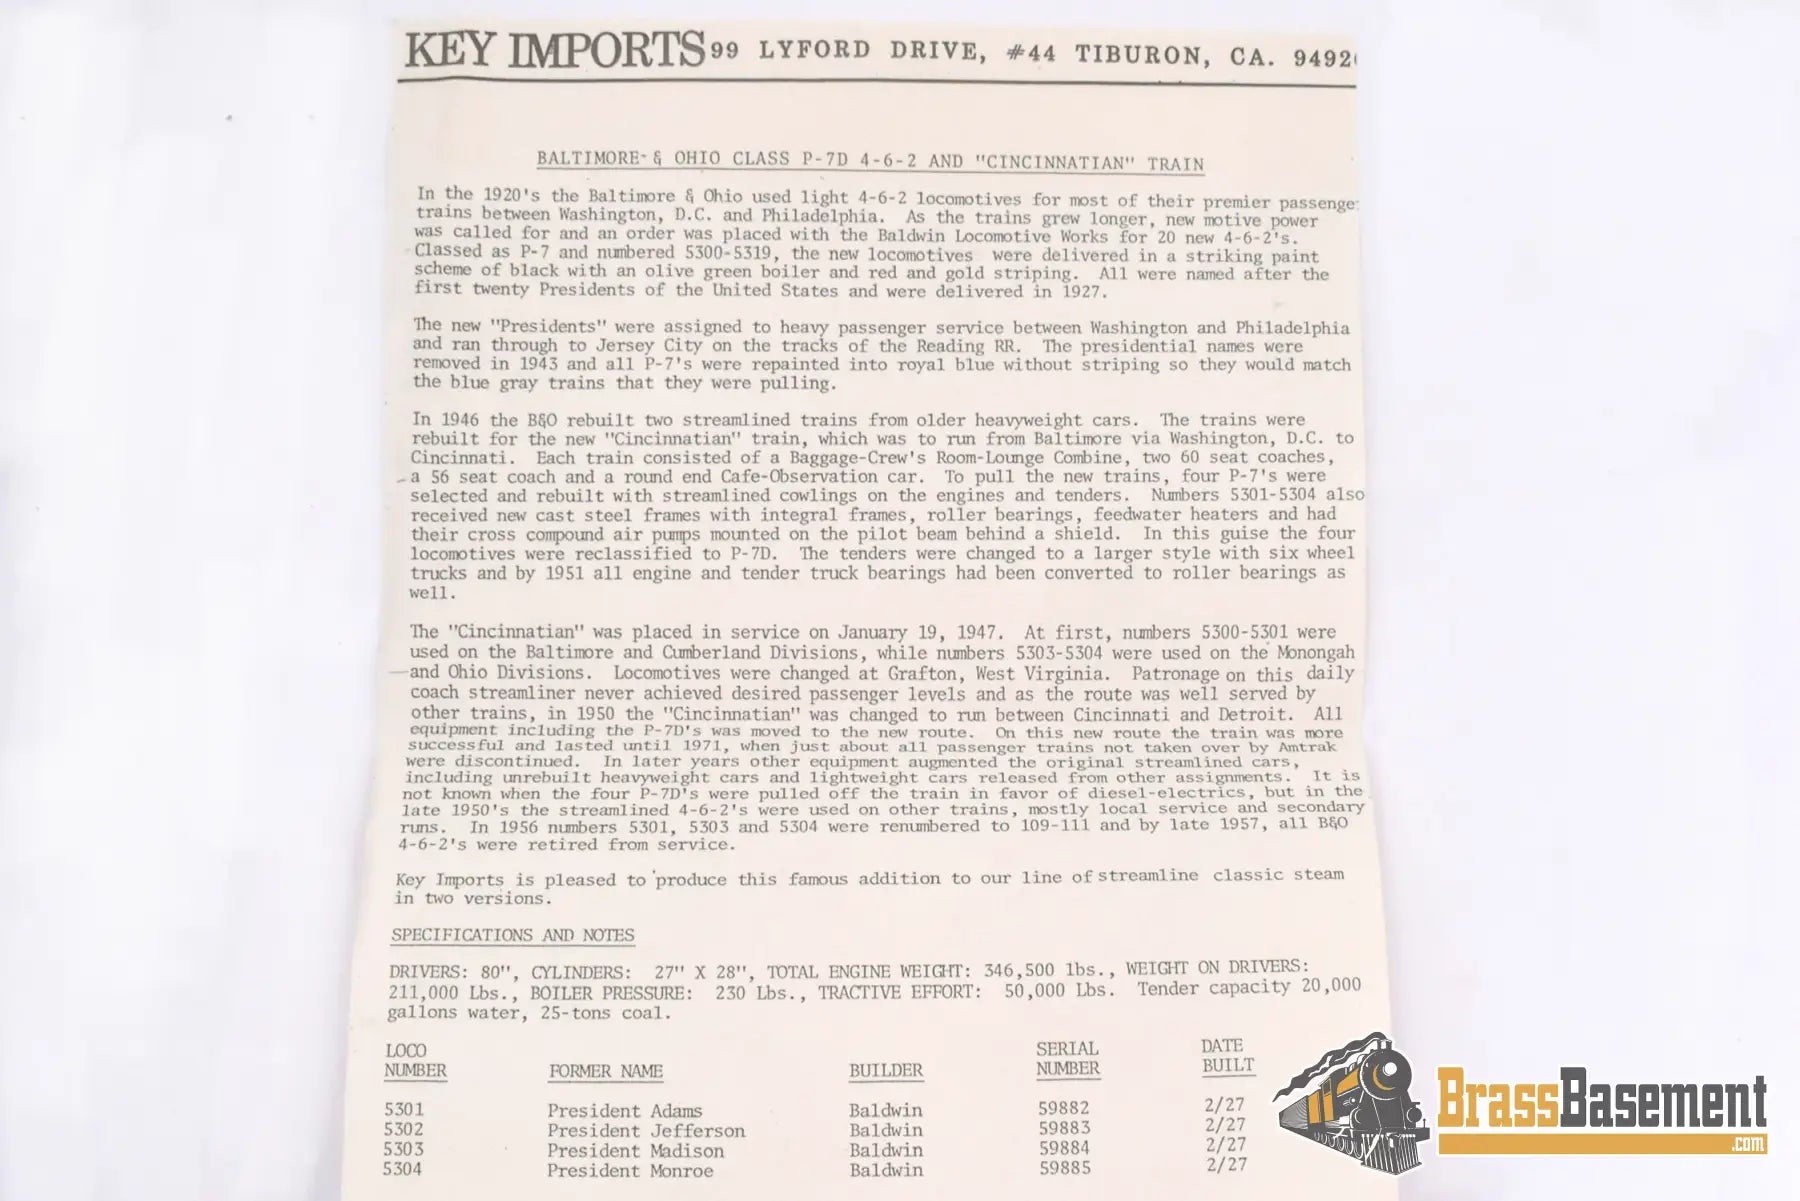 KEY IMPORTS 99 LYFORD DRIVE, #44 TIBURON, CA. 9492
BALTIMORE & OHIO CLASS P-7D 4-6-2 AND "CINCINNATIAN" TRAIN
In the 1920's the Baltimore & Ohio used light 4-6-2 locomotives for most of their premier passenge
trains between Washington, D.C. and Philadelphia. As the trains grew longer, new motive power
was called for and an order was placed with the Baldwin Locomotive Works for 20 new 4-6-2's.
Classed as P-7 and numbered 5300-5319, the new locomotives were delivered in a striking paint
scheme of black with an olive green boiler and red and gold striping. All were named after the
first twenty Presidents of the United States and were delivered in 1927.
The new "Presidents" were assigned to heavy passenger service between Washington and Philadelphia
and ran through to Jersey City on the tracks of the Reading RR. The presidential names were
removed in 1943 and all P-7's were repainted into royal blue without striping so they would match
the blue gray trains that they were pulling.
In 1946 the B&O rebuilt two streamlined trains from older heavyweight cars. The trains were
rebuilt for the new "Cincinnatian" train, which was to run from Baltimore via Washington, D.C. to
Cincinnati. Each train consisted of a Baggage-Crew's Room-Lounge Combine, two 60 seat coaches,
a 56 seat coach and a round end Cafe-Observation car. To pull the new trains, four P-7's were
selected and rebuilt with streamlined cowlings on the engines and tenders. Numbers 5301-5304 also
received new cast steel frames with integral frames, roller bearings, feedwater heaters and had
their cross compound air pumps mounted on the pilot beam behind a shield. In this guise the four
locomotives were reclassified to P-7D. The tenders were changed to a larger style with six wheel
trucks and by 1951 all engine and tender truck bearings had been converted to roller bearings as
well.
The "Cincinnatian" was placed in service on January 19, 1947. At first, numbers 5300-5301 were
used on the Baltimore and Cumberland Divisions, while numbers 5303-5304 were used on the Monongah
and Ohio Divisions. Locomotives were changed at Grafton, West Virginia. Patronage on this daily
coach streamliner never achieved desired passenger levels and as the route was well served by
other trains, in 1950 the "Cincinnatian" was changed to run between Cincinnati and Detroit. All
equipment including the P-7D's was moved to the new route. On this new route the train was more
successful and lasted until 1971, when just about all passenger trains not taken over by Amtrak
were discontinued. In later years other equipment augmented the original streamlined cars,
including unrebuilt heavyweight cars and lightweight cars released from other assignments. It is
not known when the four P-7D's were pulled off the train in favor of diesel-electrics, but in the
late 1950's the streamlined 4-6-2's were used on other trains, mostly local service and secondary
runs. In 1956 numbers 5301, 5303 and 5304 were renumbered to 109-111 and by late 1957, all B&O
4-6-2's were retired from service.
Key Imports is pleased to produce this famous addition to our line of streamline classic steam
in two versions.
SPECIFICATIONS AND NOTES
DRIVERS: 80", CYLINDERS: 27" X 28", TOTAL ENGINE WEIGHT: 346,500 lbs., WEIGHT ON DRIVERS:
211,000 Lbs., BOILER PRESSURE: 230 Lbs., TRACTIVE EFFORT: 50,000 Lbs. Tender capacity 20,000
gallons water, 25-tons coal.
LOCO NUMBER FORMER NAME BUILDER SERIAL NUMBER DATE BUILT
5301 President Adams Baldwin 59882 2/27
5302 President Jefferson Baldwin 59883 2/27
5303 President Madison Baldwin 59884 2/27
5304 President Monroe Baldwin 59885 2/27
BrassBasement
.com